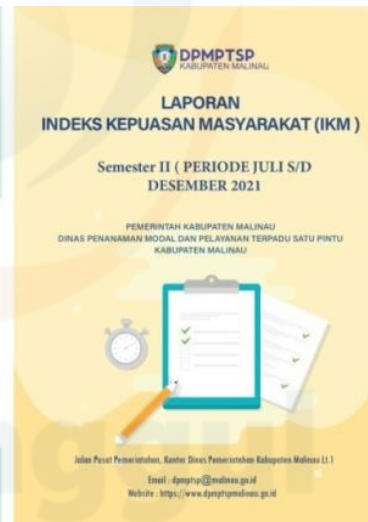 DPMPTSP
KABUPATEN MALINAU
LAPORAN
INDEKS KEPUASAN MASYARAKAT (IKM )
Semester II ( PERIODE JULI S/D
DESEMBER 2021
PEMERINTAH KABUPATEN MALINAU
DINAS PENANAMAN MODAL DAN PELAYANAN TERPADU SATU PINTU
KABUPATEN MALINAU
Jalan Pusat Pemerintahan, Kantor Dinas Pemerintahan Kabupaten Malinau Lt.1
Email : dpmptsp@malinau.go.id
Website : https://www.dpmptspmalinau.go.id